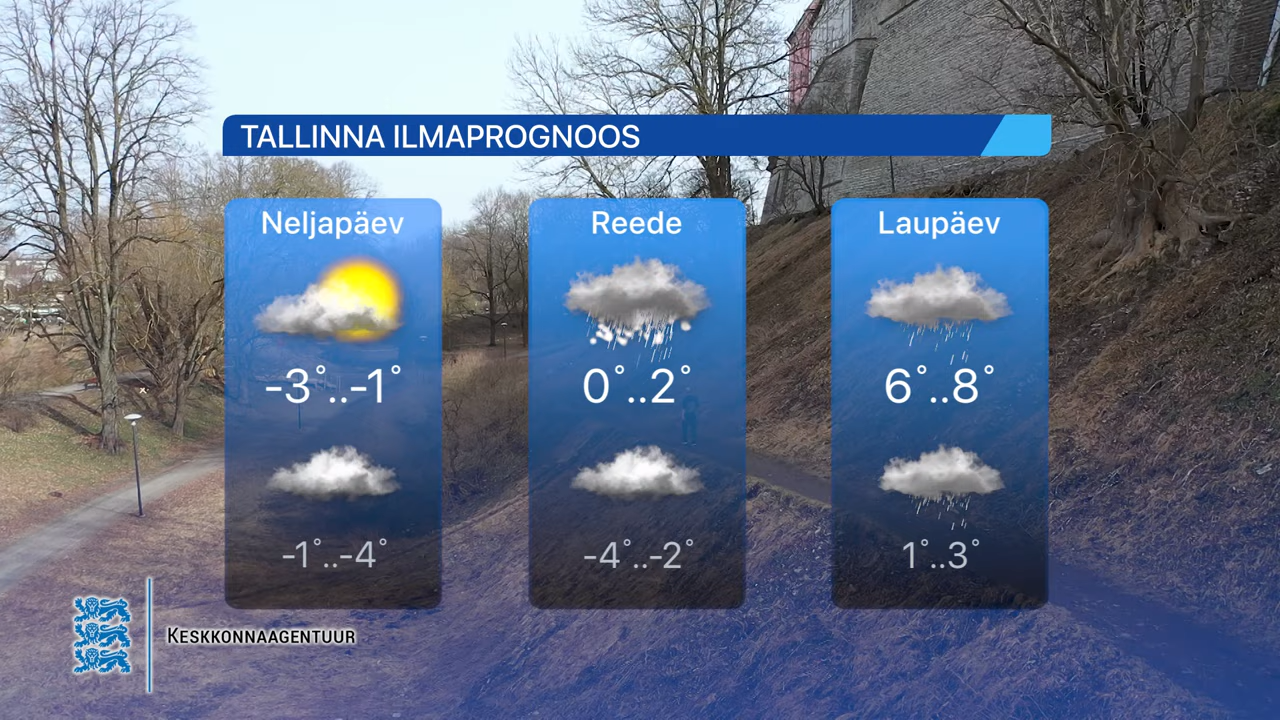 TALLINNA ILMAPROGNOOS
Neljapäev
-3°..-1°
-1°..-4°
Reede
0°..2°
-4°..-2°
Laupäev
6°..8°
1°..3°
KESKKONNAAGENTUUR